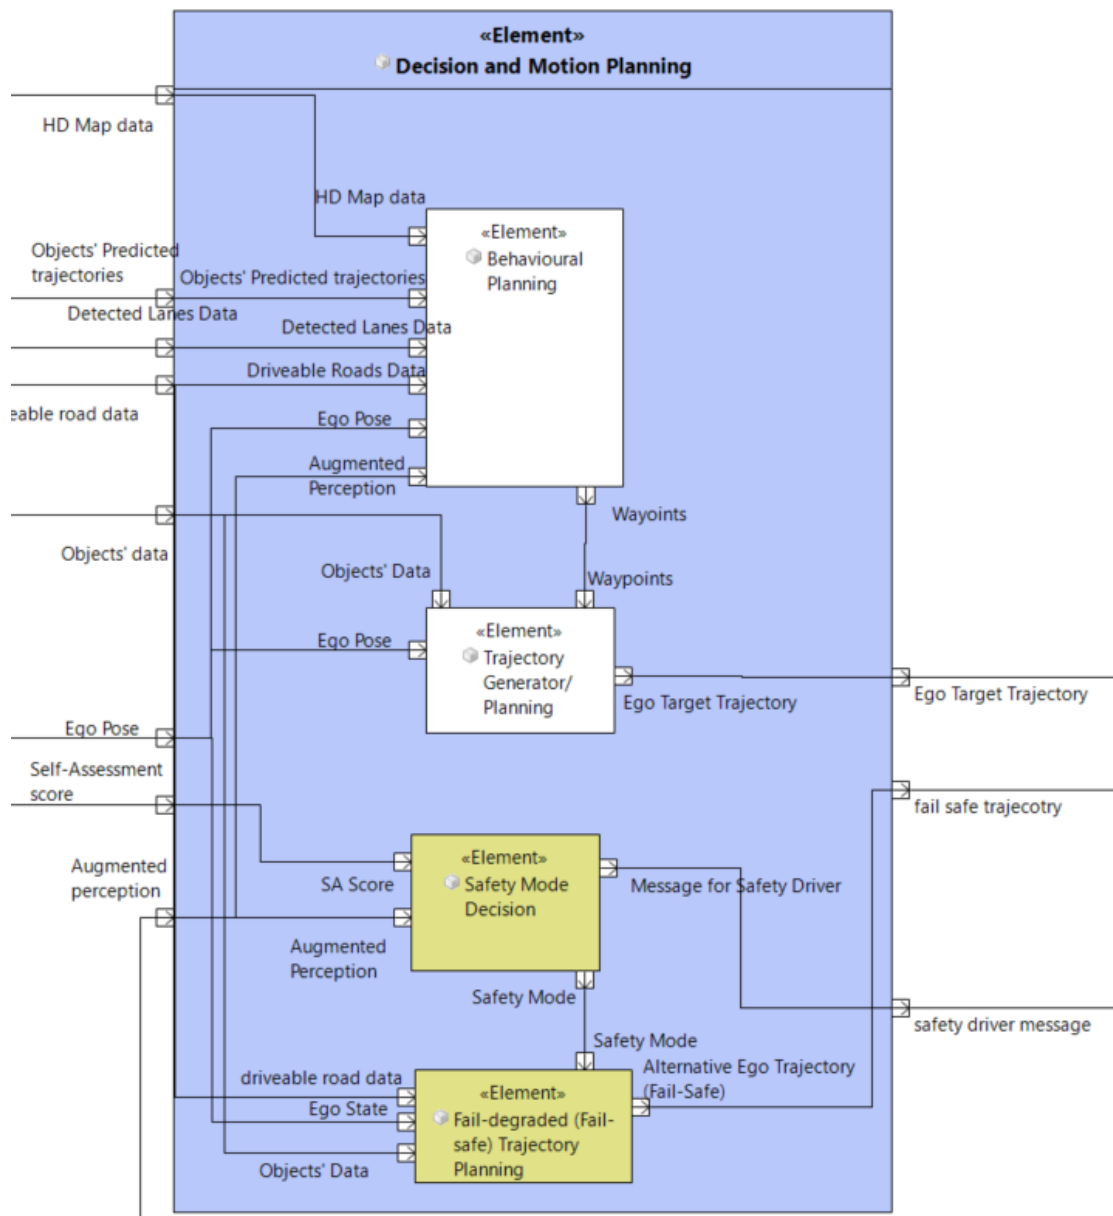 «Element»
Decision and Motion Planning
HD Map data
HD Map data
«Element»
Behavioural
Planning
Objects' Predicted
trajectories
Objects' Predicted trajectories
Detected Lanes Data
Detected Lanes Data
Driveable Roads Data
eable road data
Ego Pose
Augmented
Perception
Wayoints
Objects' data
Objects' Data
Waypoints
«Element»
Trajectory
Generator/
Planning
Ego Pose
Ego Target Trajectory
Ego Target Trajectory
Ego Pose
Self-Assessment
score
fail safe trajecotry
«Element»
Safety Mode
Decision
SA Score
Message for Safety Driver
Augmented
perception
Augmented
Perception
Safety Mode
safety driver message
Safety Mode
Alternative Ego Trajectory
(Fail-Safe)
driveable road data
«Element»
Fail-degraded (Fail-
safe) Trajectory
Planning
Ego State
Objects' Data